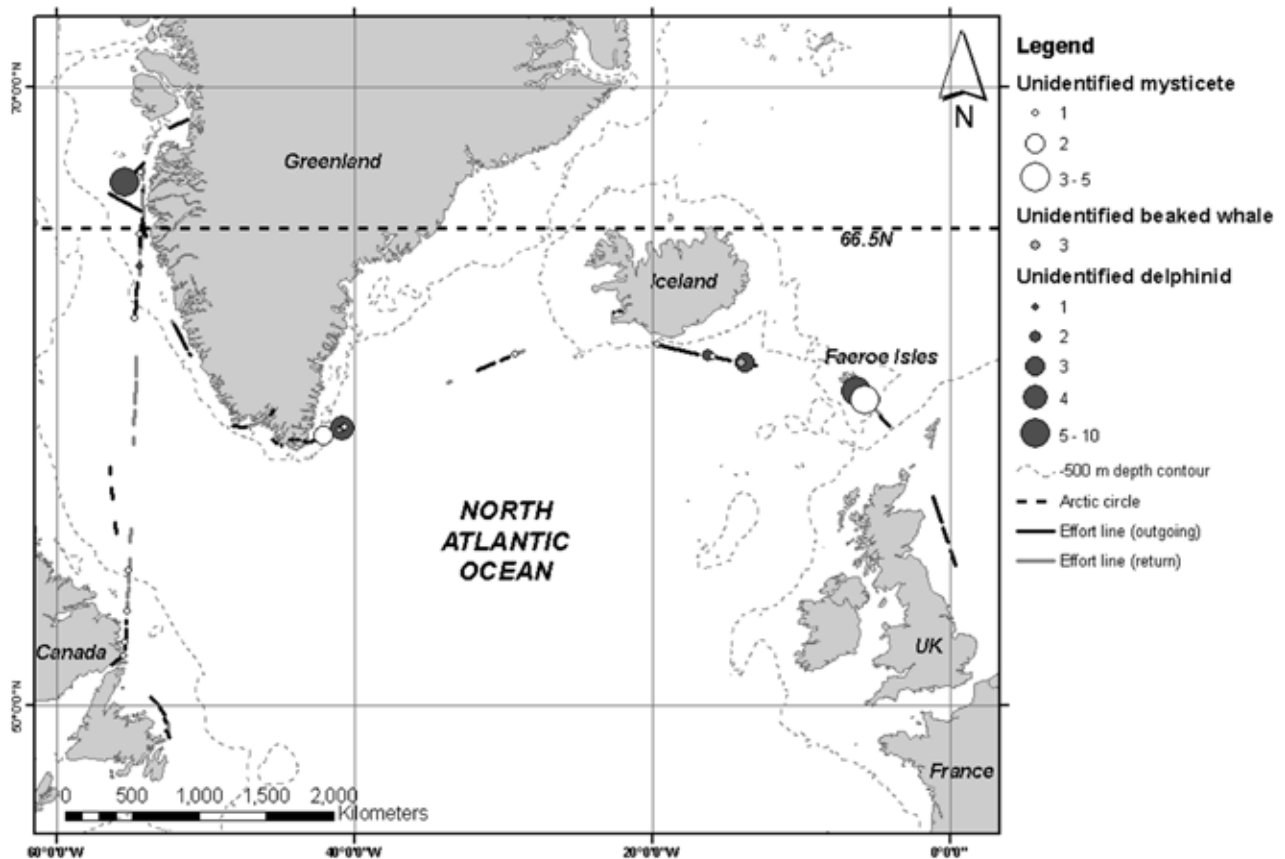 Legend
Unidentified mysticete
1
2
3 - 5
Unidentified beaked whale
3
Unidentified delphinid
1
2
3
4
5 - 10
-500 m depth contour
Arctic circle
Effort line (outgoing)
Effort line (return)
N
70°0'0"N
Greenland
66.5N
Iceland
Faeroe Isles
NORTH
ATLANTIC
OCEAN
Canada
UK
50°0'0"N
France
0 500 1,000 1,500 2,000
Kilometers
60°0'0"W 40°0'0"W 20°0'0"W 0°0'0"